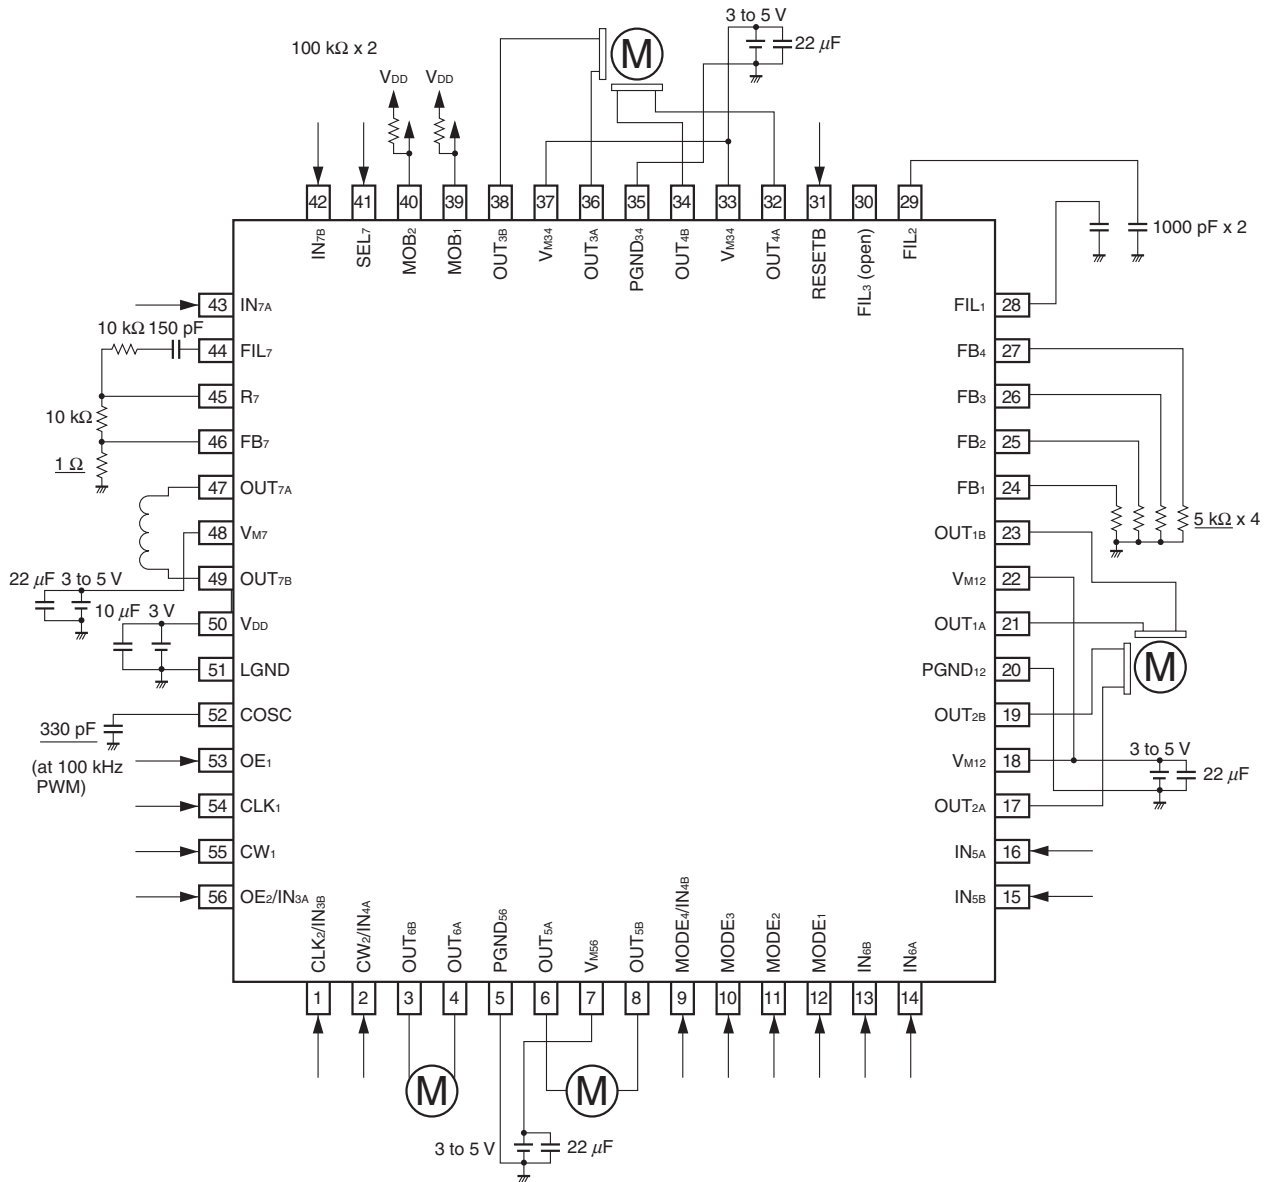 3 to 5 V
100 kΩ x 2
M
22 μF
VDD VDD
42 41 40 39 38 37 36 35 34 33 32 31 30 29
IN7B
SEL7
MOB2
MOB1
OUT3B
VM34
OUT3A
PGND34
OUT4B
VM34
OUT4A
RESETB
FIL3 (open)
FIL2
1000 pF x 2
43 IN7A
10 kΩ 150 pF
44 FIL7
45 R7
10 kΩ
46 FB7
1 Ω
47 OUT7A
48 VM7
49 OUT7B
22 μF 3 to 5 V
10 μF 3 V
50 VDD
51 LGND
52 COSC
330 pF
(at 100 kHz
PWM)
53 OE1
54 CLK1
55 CW1
56 OE2/IN3A
FIL1 28
FB4 27
FB3 26
FB2 25
FB1 24
5 kΩ x 4
OUT1B 23
VM12 22
OUT1A 21
PGND12 20
M
OUT2B 19
3 to 5 V
VM12 18
22 μF
OUT2A 17
IN5A 16
IN5B 15
CLK2/IN3B
CW2/IN4A
OUT6B
OUT6A
PGND56
OUT5A
VM56
OUT5B
MODE4/IN4B
MODE3
MODE2
MODE1
IN6B
IN6A
1 2 3 4 5 6 7 8 9 10 11 12 13 14
M M
3 to 5 V 22 μF